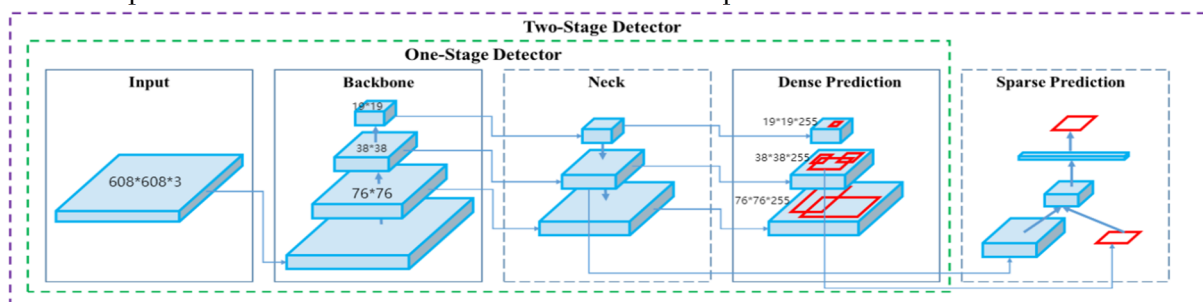 Two-Stage Detector
One-Stage Detector
Input
Backbone
Neck
Dense Prediction
Sparse Prediction
19*19
38*38
76*76
608*608*3
19*19*255
38*38*255
76*76*255